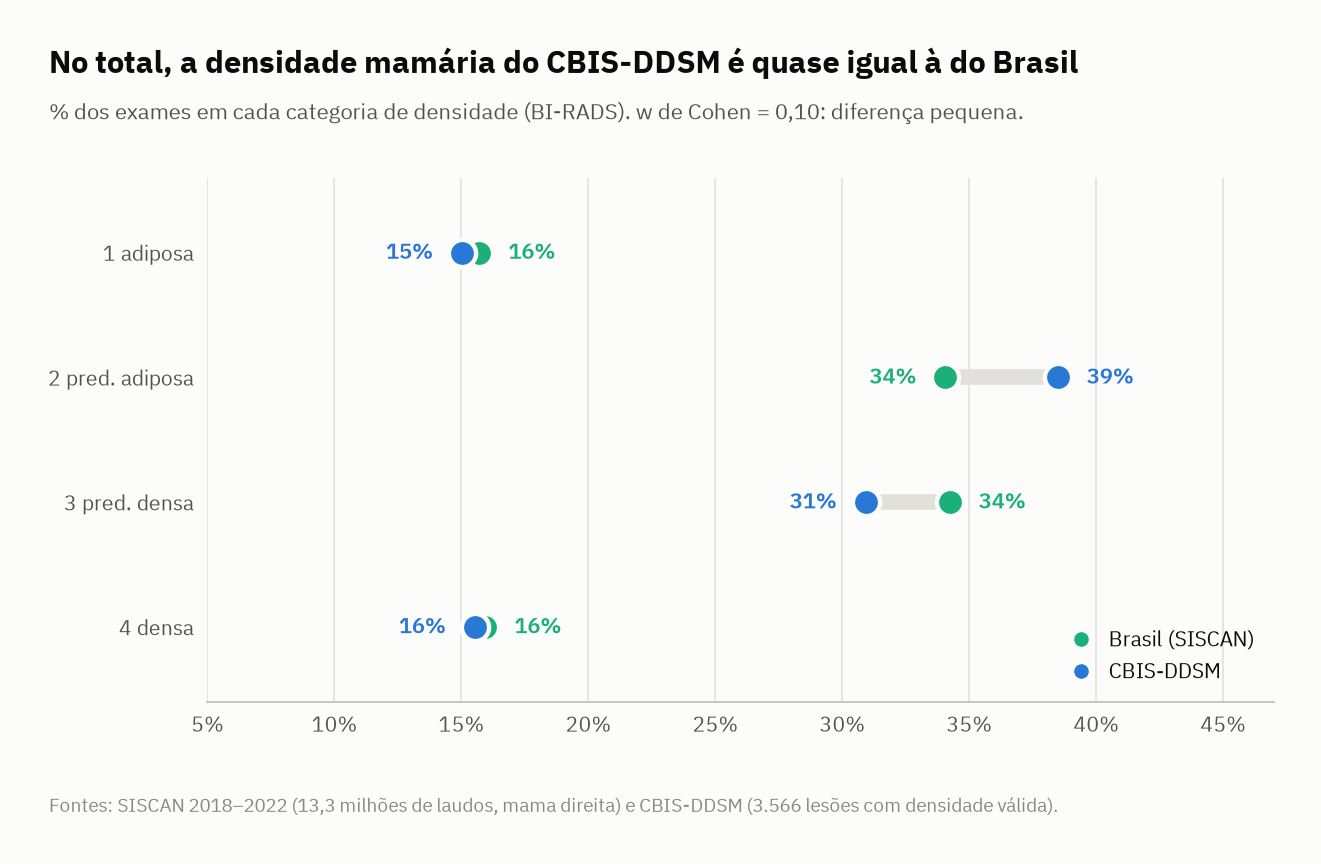 No total, a densidade mamária do CBIS-DDSM é quase igual à do Brasil
% dos exames em cada categoria de densidade (BI-RADS). w de Cohen = 0,10: diferença pequena.
1 adiposa 15% 16%
2 pred. adiposa 34% 39%
3 pred. densa 31% 34%
4 densa 16% 16%
Brasil (SISCAN)
CBIS-DDSM
5% 10% 15% 20% 25% 30% 35% 40% 45%
Fontes: SISCAN 2018–2022 (13,3 milhões de laudos, mama direita) e CBIS-DDSM (3.566 lesões com densidade válida).